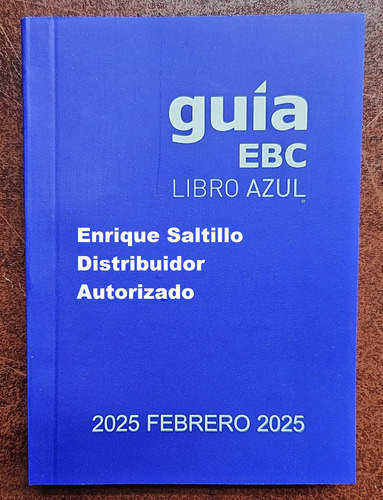 guía
EBC
LIBRO AZUL®
Enrique Saltillo
Distribuidor
Autorizado
2025 FEBRERO 2025